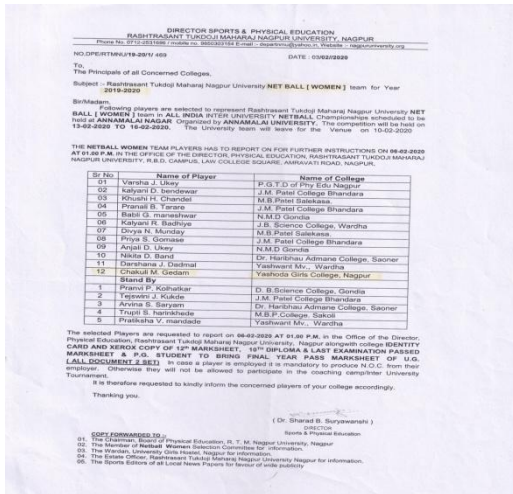 DIRECTOR SPORTS & PHYSICAL EDUCATION
RASHTRASANT TUKDOJI MAHARAJ NAGPUR UNIVERSITY, NAGPUR
Phone No. 0712-2531686 / mobile no. E-mail :- Website :- nagpuruniversity.org
NO.DPE/RTMNU/19-20/1/ 469 DATE : 03/02/2020
To,
The Principals of all Concerned Colleges,
Subject :- Rashtrasant Tukdoji Maharaj Nagpur University NET BALL [ WOMEN ] team for Year
2019-2020
Sir/Madam,
Following players are selected to represent Rashtrasant Tukdoji Maharaj Nagpur University NET
BALL [ WOMEN ] team in ALL INDIA INTER UNIVERSITY NETBALL Championships scheduled to be
held at ANNAMALAI NAGAR Organized by ANNAMALAI UNIVERSITY. The competition will be held on
13-02-2020 TO 16-02-2020. The University team will leave for the Venue on 10-02-2020
THE NETBALL WOMEN TEAM PLAYERS HAS TO REPORT ON FOR FURTHER INSTRUCTIONS ON 06-02-2020
AT 01.00 P.M. IN THE OFFICE OF THE DIRECTOR, PHYSICAL EDUCATION, RASHTRASANT TUKDOJI MAHARAJ
NAGPUR UNIVERSITY, R.B.D. CAMPUS, LAW COLLEGE SQUARE, AMRAVATI ROAD, NAGPUR.
Sr No Name of Player Name of College
01 Varsha J. Ukey P.G.T.D of Phy Edu Nagpur
02 kalyani D. bendewar J.M. Patel College Bhandara
03 Khushi H. Chandel M.B.Patel Salekasa.
04 Pranali B. Tarare J.M. Patel College Bhandara
05 Babli G. maneshwar N.M.D Gondia
06 Kalyani R. Badhiye J.B. Science College, Wardha
07 Divya N. Munday M.B.Patel Salekasa.
08 Priya S. Gomase J.M. Patel College Bhandara
09 Anjali D. Ukey N.M.D Gondia
10 Nikita D. Band Dr. Haribhau Admane College, Saoner
11 Darshana J. Dadmal Yashwant Mv., Wardha
12 Chakuli M. Gedam Yashoda Girls College, Nagpur
Stand By
1 Pranvi P. Kolhatkar D. B.Science College, Gondia
2 Tejswini J. Kukde J.M. Patel College Bhandara
3 Arvina S. Saryam Dr. Haribhau Admane College, Saoner
4 Trupti S. harinkhede M.B.P.College, Sakoli
5 Pratiksha V. mandade Yashwant Mv., Wardha
The selected Players are requested to report on 06-02-2020 AT 01.00 P.M. in the Office of the Director,
Physical Education, Rashtrasant Tukdoji Maharaj Nagpur University, Nagpur alongwith college IDENTITY
CARD AND XEROX COPY OF 12th MARKSHEET, 10TH DIPLOMA & LAST EXAMINATION PASSED
MARKSHEET & P.G. STUDENT TO BRING FINAL YEAR PASS MARKSHEET OF U.G.
( ALL DOCUMENT 2 SET) In case a player is employed it is mandatory to produce N.O.C. from their
employer. Otherwise they will not be allowed to participate in the coaching camp/Inter University
Tournament.
It is therefore requested to kindly inform the concerned players of your college accordingly.
Thanking you.
( Dr. Sharad B. Suryawanshi )
DIRECTOR
Sports & Physical Education
COPY FORWARDED TO :-
01. The Chairman, Board of Physical Education, R. T. M. Nagpur University, Nagpur
02. The Member of Netball Women Selection Committee for information.
03. The Warden, University Girls Hostel, Nagpur for information.
04. The Estate Officer, Rashtrasant Tukdoji Maharaj University Nagpur for information.
05. The Sports Editors of all Local News Papers for favour of wide publicity